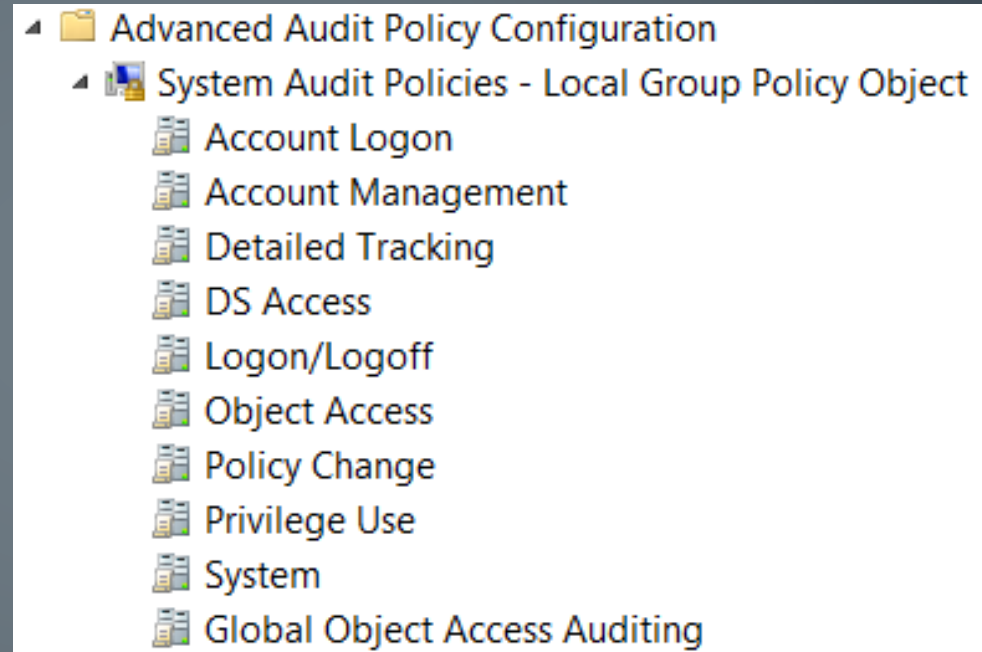 Advanced Audit Policy Configuration
System Audit Policies - Local Group Policy Object
Account Logon
Account Management
Detailed Tracking
DS Access
Logon/Logoff
Object Access
Policy Change
Privilege Use
System
Global Object Access Auditing